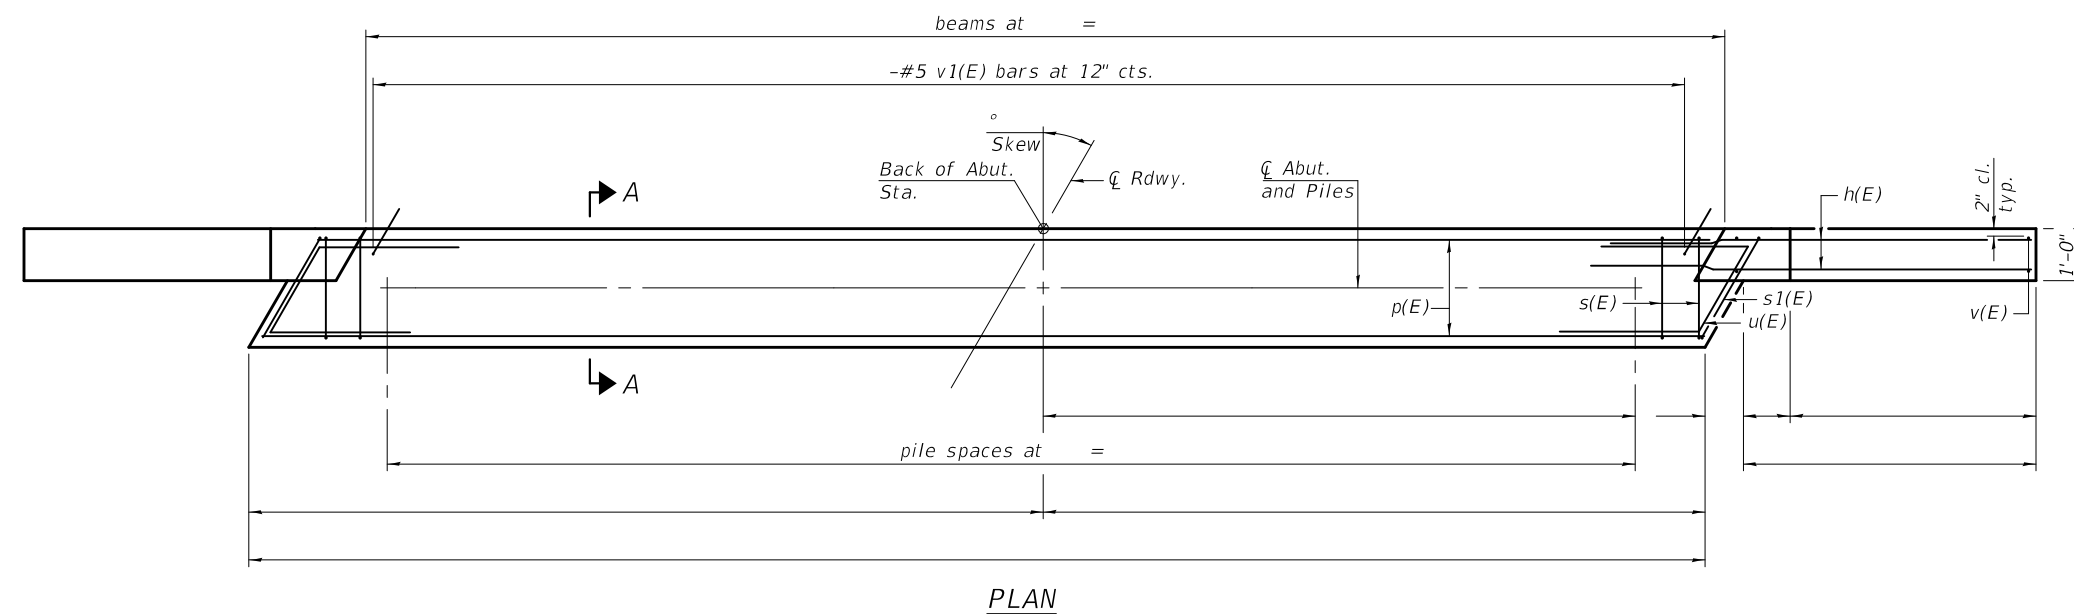 beams at =
-#5 v1(E) bars at 12" cts.
°
Skew
Back of Abut.
Sta.
℄ Rdwy.
℄ Abut.
and Piles
A
2" cl.
typ.
h(E)
1'-0"
p(E)
s(E)
s1(E)
u(E)
v(E)
A
pile spaces at =
PLAN